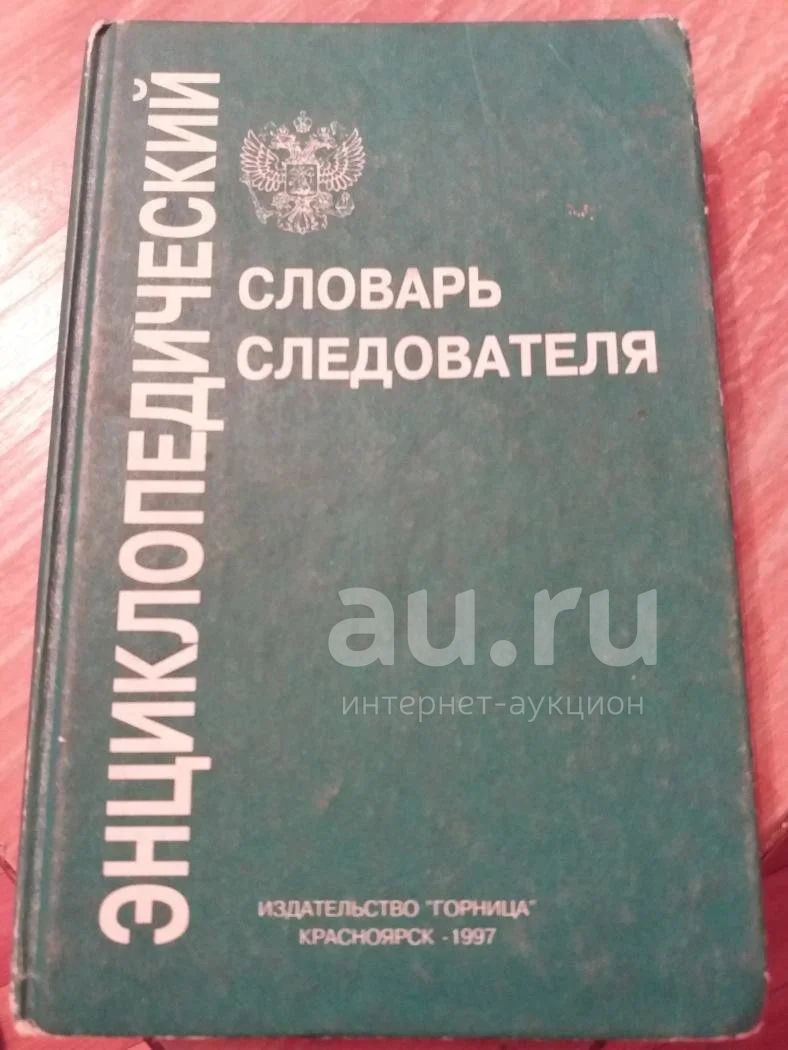 ЭНЦИКЛОПЕДИЧЕСКИЙ
СЛОВАРЬ
СЛЕДОВАТЕЛЯ
au.ru
интернет-аукцион
ИЗДАТЕЛЬСТВО "ГОРНИЦА"
КРАСНОЯРСК - 1997